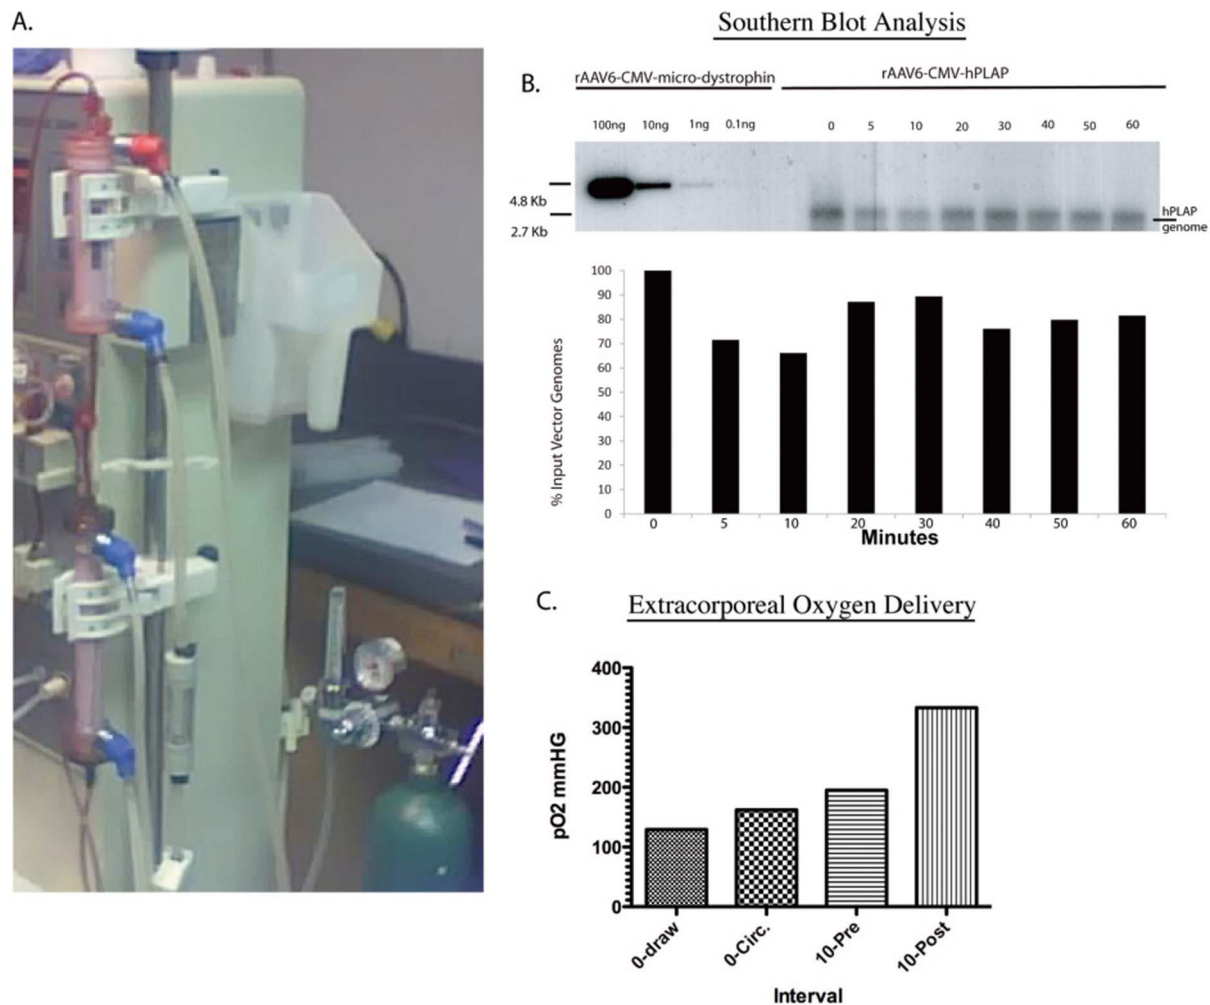 A.
Southern Blot Analysis
B.
rAAV6-CMV-micro-dystrophin
rAAV6-CMV-hPLAP
100ng 10ng 1ng 0.1ng 0 5 10 20 30 40 50 60
4.8 Kb
2.7 Kb
hPLAP
genome
% Input Vector Genomes
100
90
80
70
60
50
40
30
20
10
0
0 5 10 20 30 40 50 60
Minutes
C.
Extracorporeal Oxygen Delivery
pO2 mmHG
400
300
200
100
0
0-draw 0-Circ. 10-Pre 10-Post
Interval